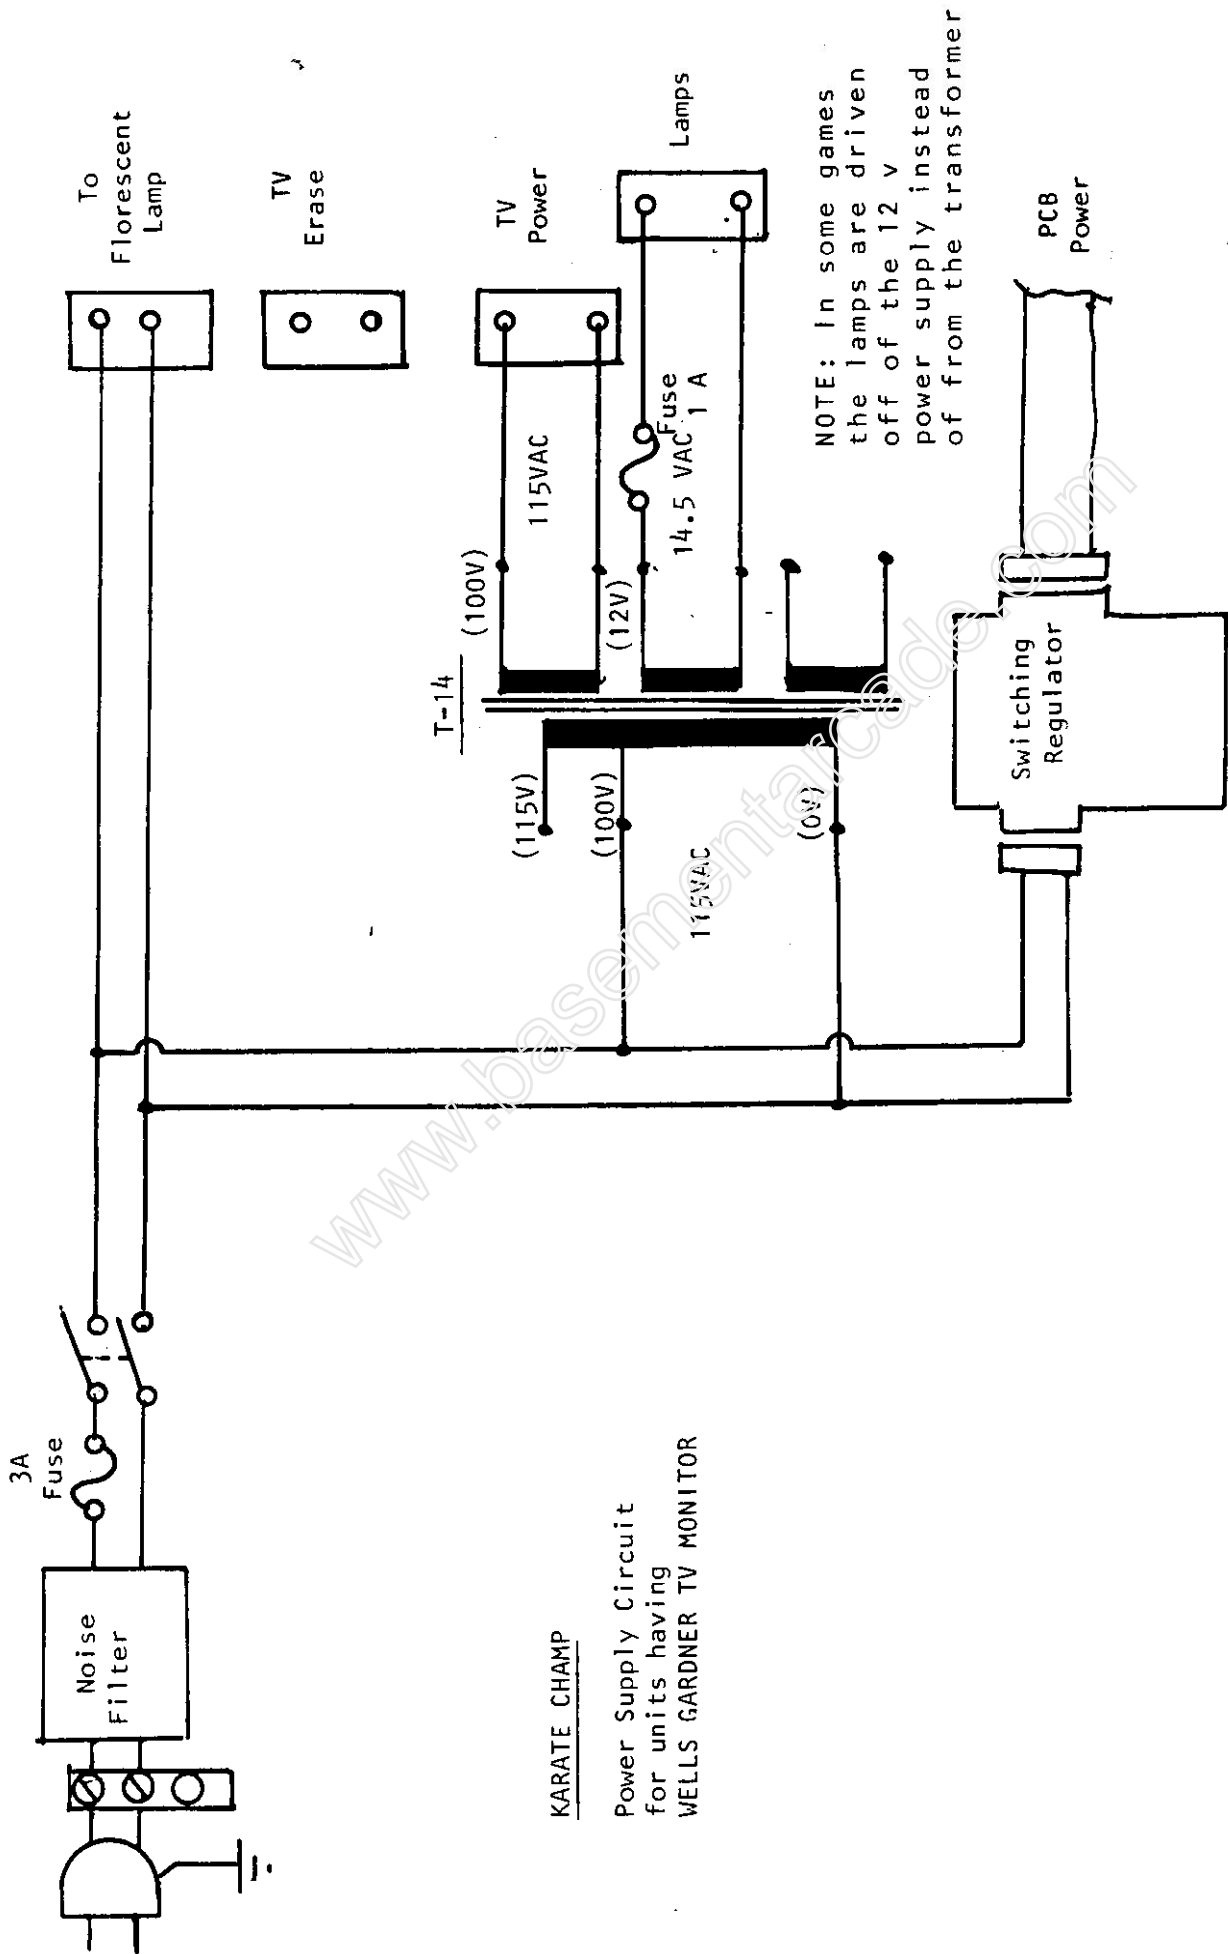 To
Florescent
Lamp
TV
Erase
TV
Power
Lamps
3A
Fuse
Noise
Filter
T-14
(115V)
(100V)
(0V)
115VAC
(100V)
115VAC
(12V)
Fuse
14.5 VAC 1 A
NOTE: In some games
the lamps are driven
off of the 12 v
power supply instead
of from the transformer
Switching
Regulator
PCB
Power
KARATE CHAMP
Power Supply Circuit
for units having
WELLS GARDNER TV MONITOR
www.basementarcade.com